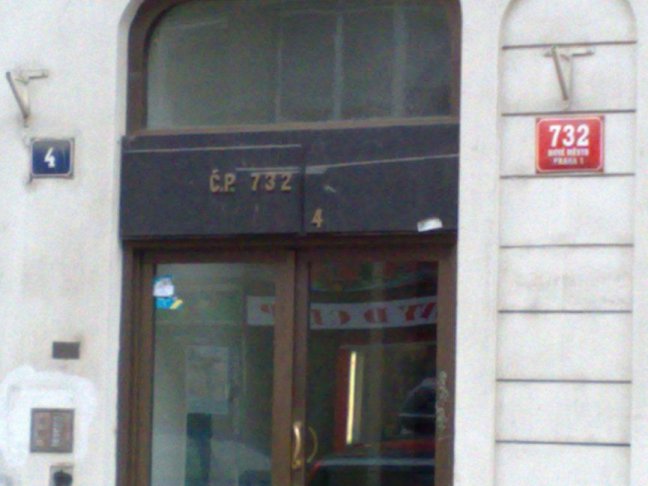 4
Č.P. 732
4
732
NOVÉ MĚSTO
PRAHA 1